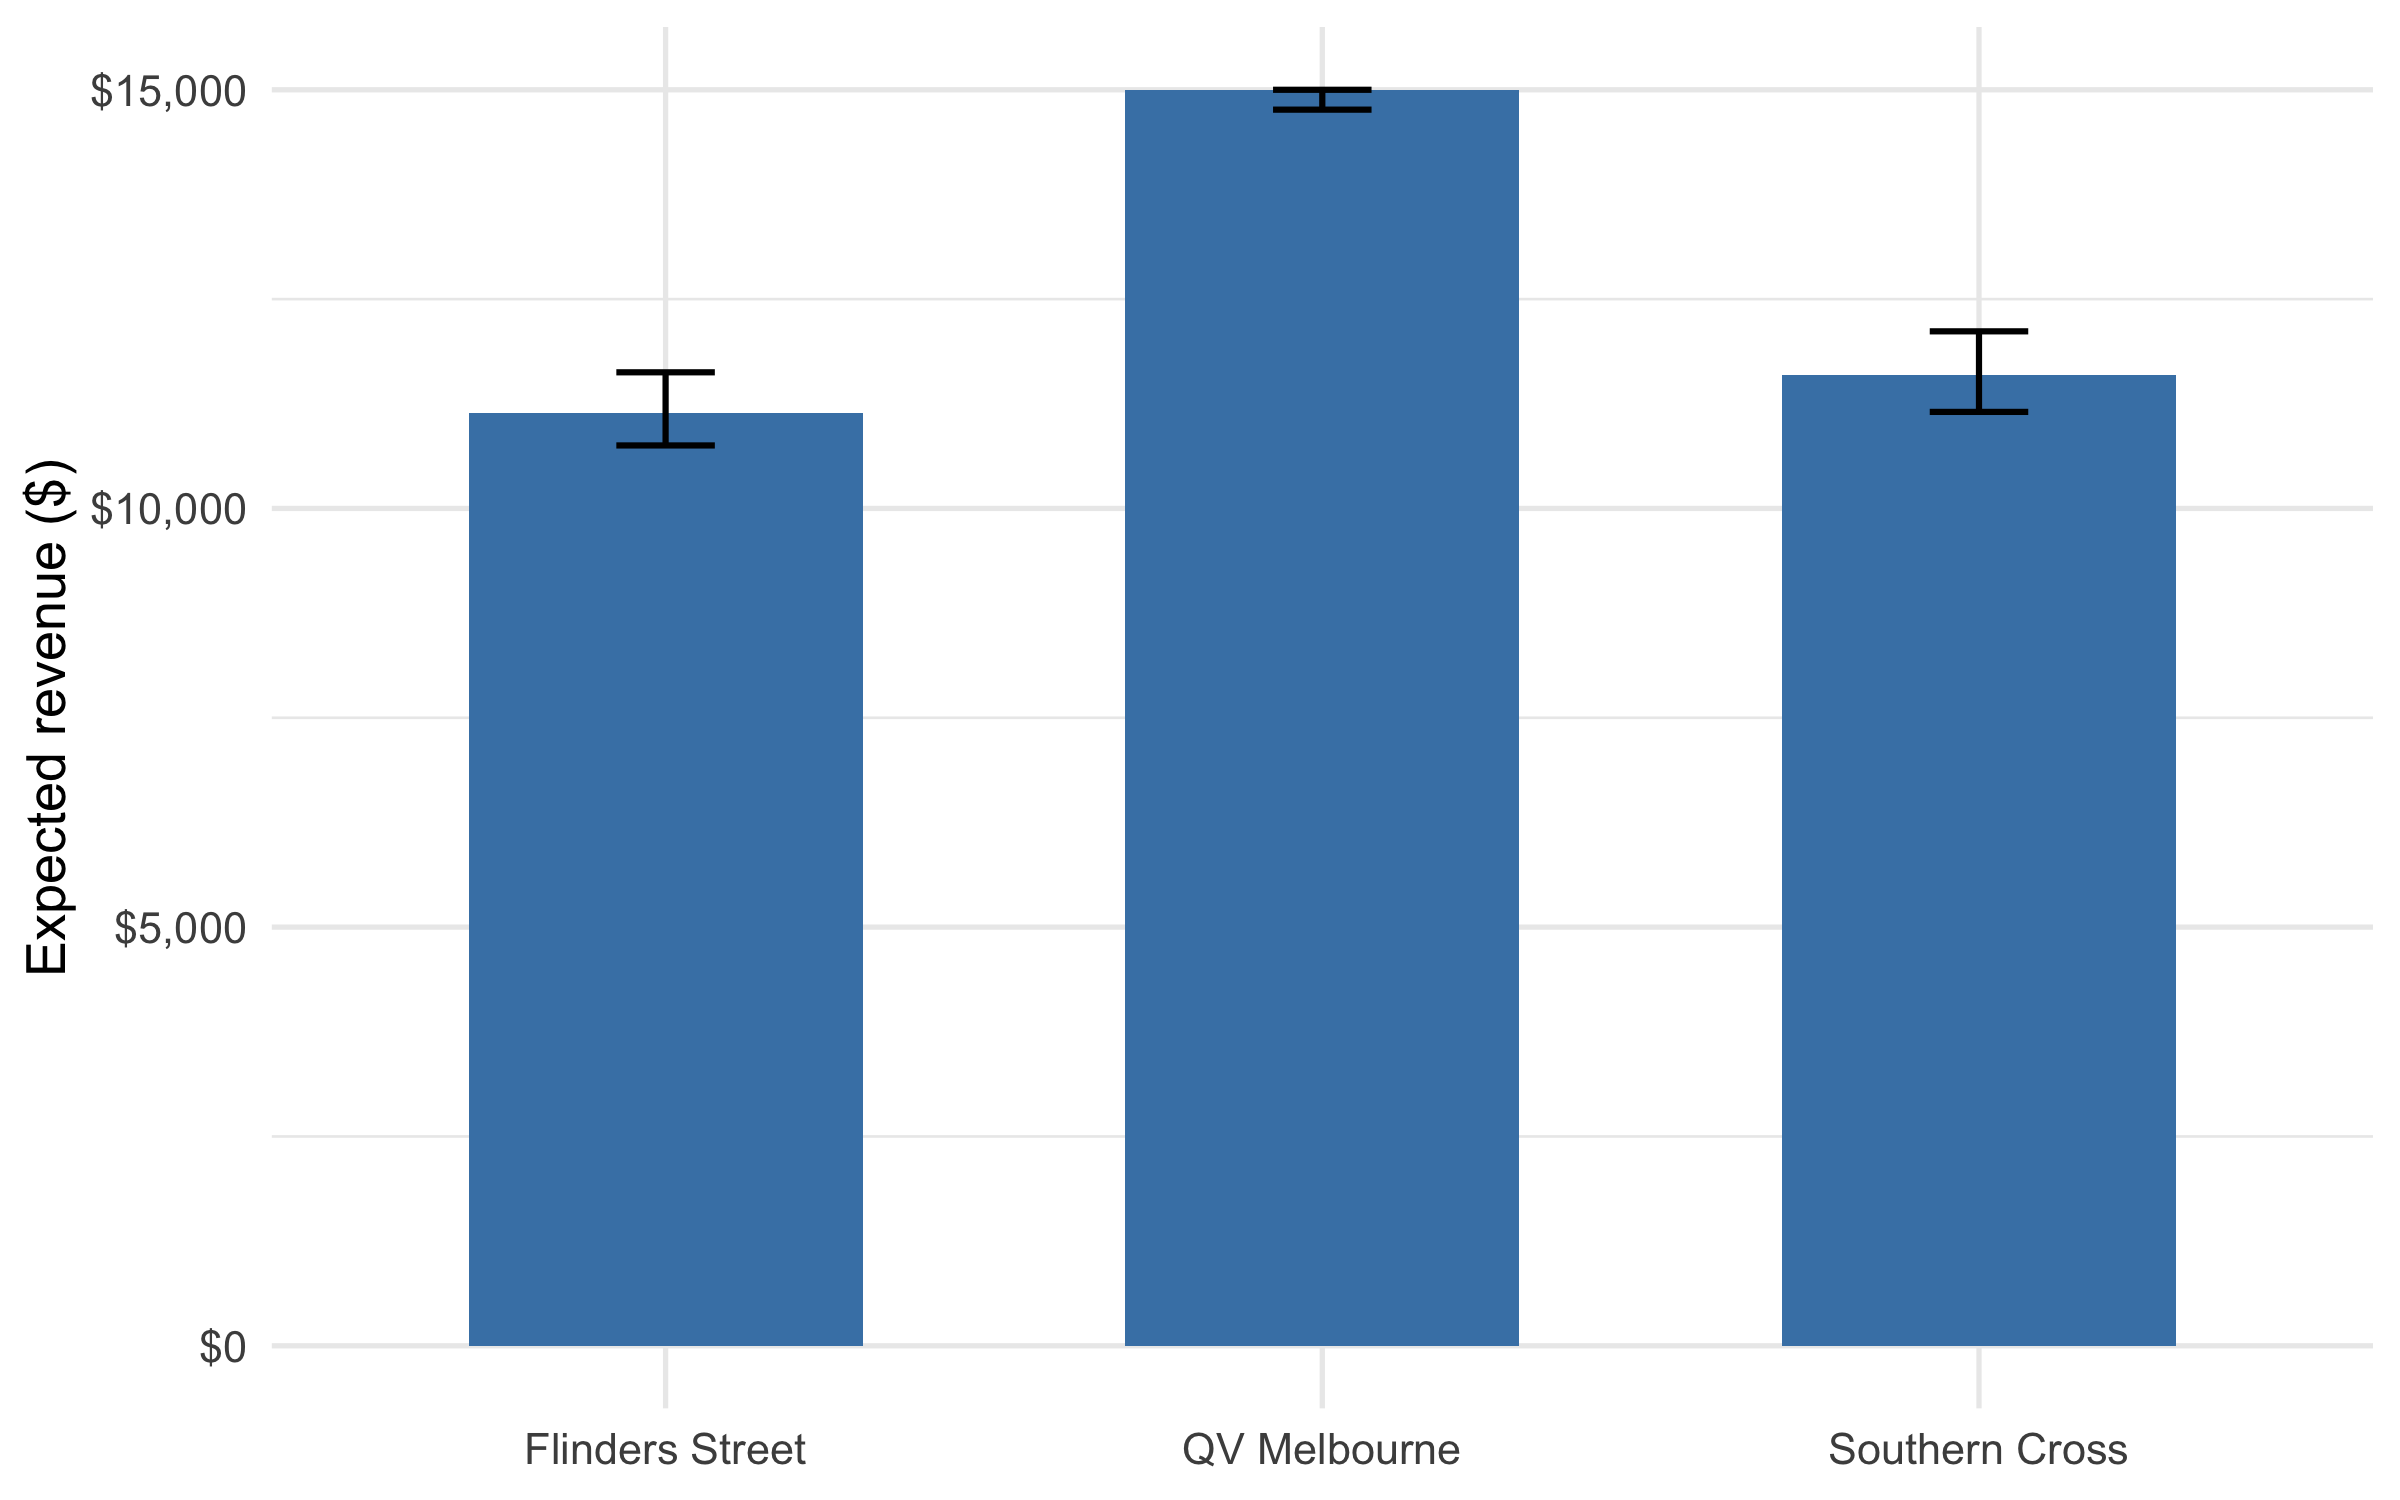 Expected revenue ($)
$15,000
$10,000
$5,000
$0
Flinders Street
QV Melbourne
Southern Cross